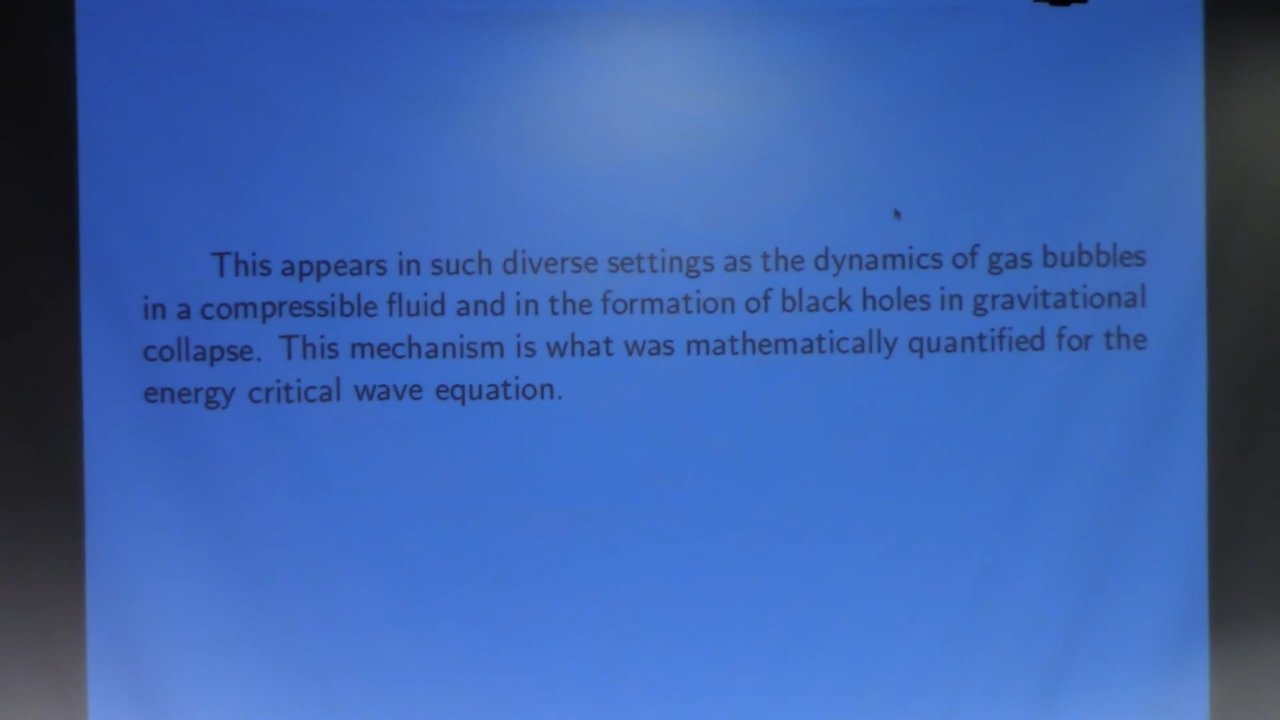 This appears in such diverse settings as the dynamics of gas bubbles
in a compressible fluid and in the formation of black holes in gravitational
collapse. This mechanism is what was mathematically quantified for the
energy critical wave equation.